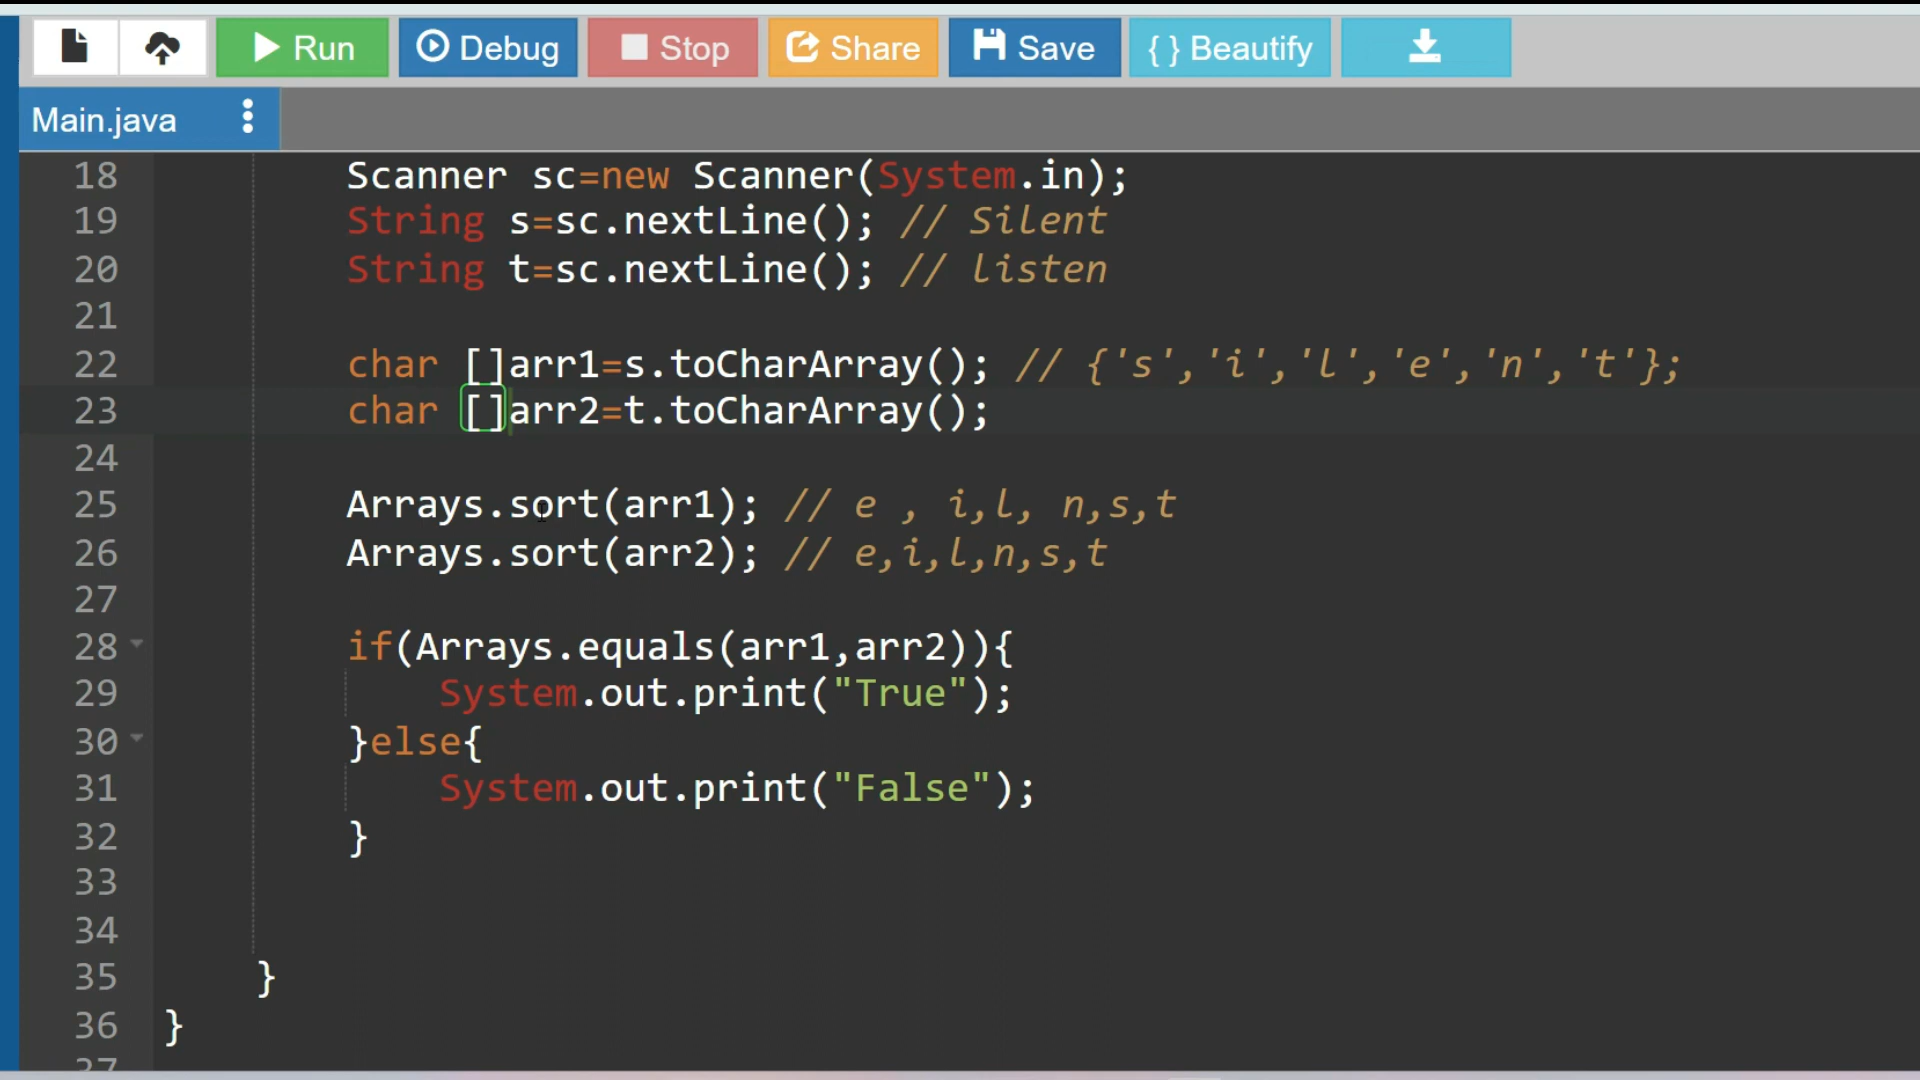 Run Debug Stop Share Save { } Beautify
Main.java
18 Scanner sc=new Scanner(System.in);
19 String s=sc.nextLine(); // Silent
20 String t=sc.nextLine(); // listen
21
22 char []arr1=s.toCharArray(); // {'s','i','l','e','n','t'};
23 char []arr2=t.toCharArray();
24
25 Arrays.sort(arr1); // e , i,l, n,s,t
26 Arrays.sort(arr2); // e,i,l,n,s,t
27
28 if(Arrays.equals(arr1,arr2)){
29 System.out.print("True");
30 }else{
31 System.out.print("False");
32 }
33
34
35 }
36 }
37